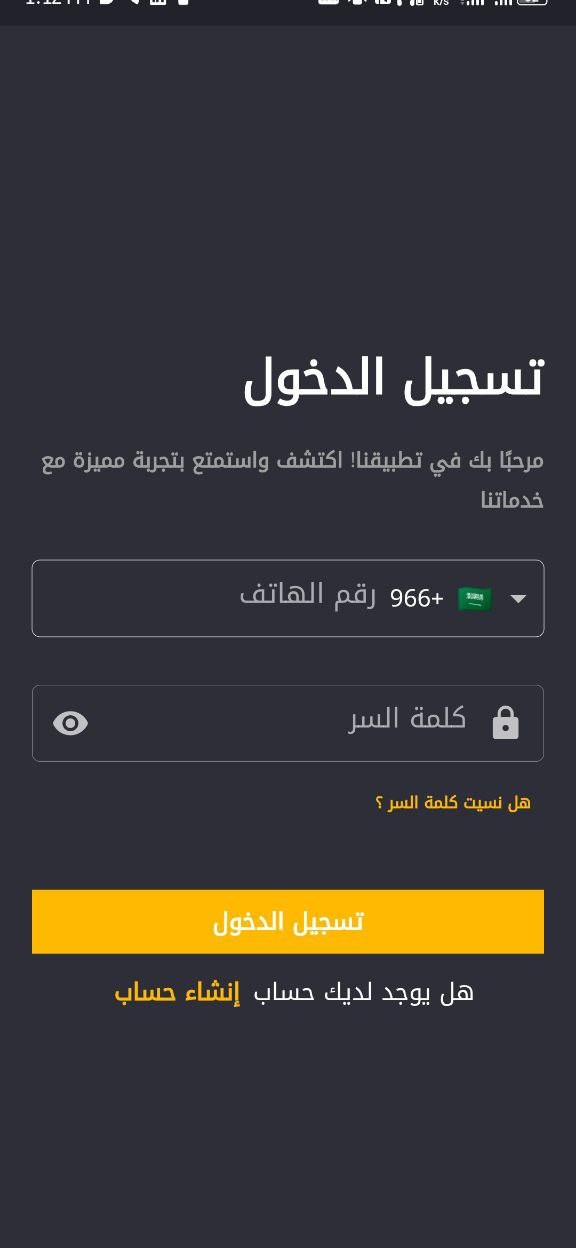 تسجيل الدخول
مرحبًا بك في تطبيقنا! اكتشف واستمتع بتجربة مميزة مع
خدماتنا
+966 رقم الهاتف
كلمة السر
هل نسيت كلمة السر ؟
تسجيل الدخول
هل يوجد لديك حساب إنشاء حساب